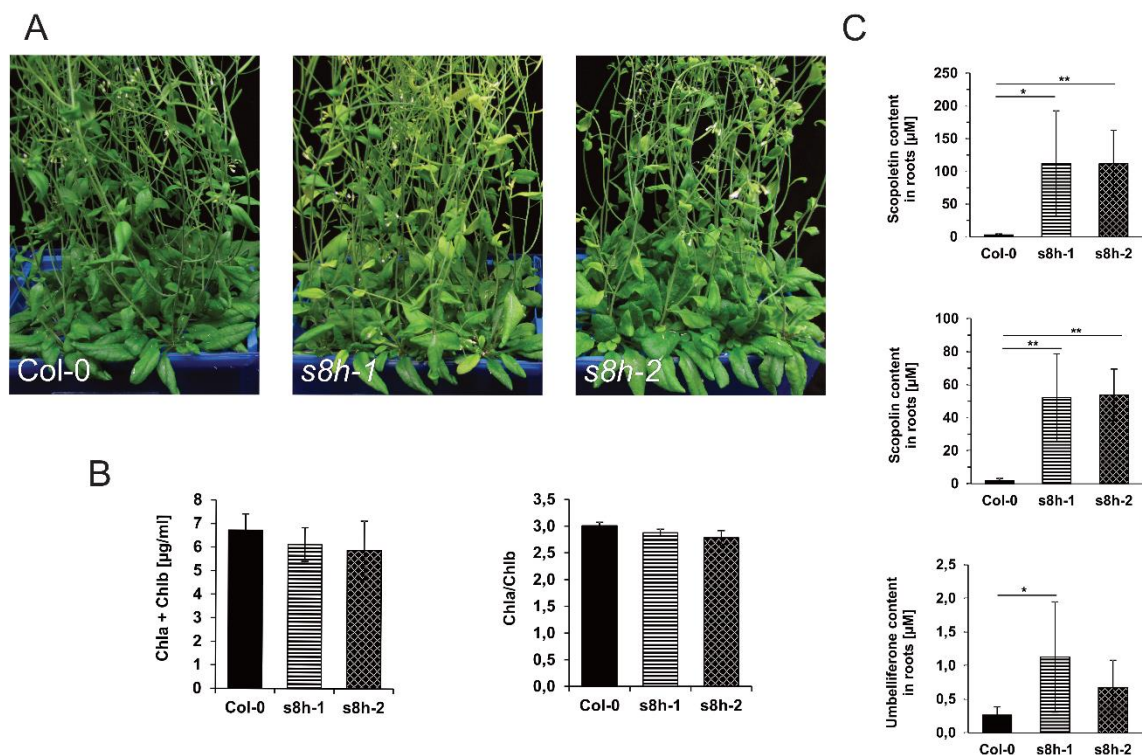 A
Col-0
s8h-1
s8h-2
B
Chla + Chlb [µg/ml]
8
7
6
5
4
3
2
1
0
Col-0 s8h-1 s8h-2
Chla/Chlb
3,5
3,0
2,5
2,0
1,5
1,0
0,5
0,0
Col-0 s8h-1 s8h-2
C
Scopoletin content
in roots [µM]
250
200
150
100
50
0
**
*
Col-0 s8h-1 s8h-2
Scopolin content
in roots [µM]
100
80
60
40
20
0
**
**
Col-0 s8h-1 s8h-2
Umbelliferone content
in roots [µM]
2,5
2,0
1,5
1,0
0,5
0,0
*
Col-0 s8h-1 s8h-2